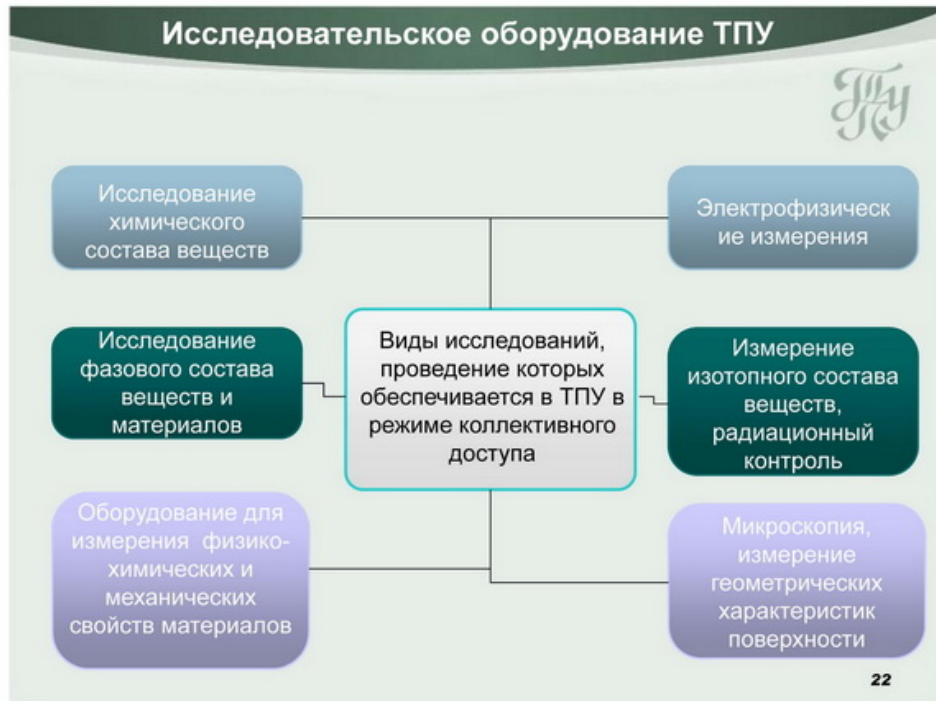 Исследовательское оборудование ТПУ
ТПУ
Исследование
химического
состава веществ
Электрофизическ
ие измерения
Исследование
фазового состава
веществ и
материалов
Виды исследований,
проведение которых
обеспечивается в ТПУ в
режиме коллективного
доступа
Измерение
изотопного состава
веществ,
радиационный
контроль
Оборудование для
измерения  физико-
химических и
механических
свойств материалов
Микроскопия,
измерение
геометрических
характеристик
поверхности
22